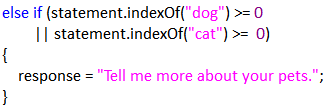 else if (statement.indexOf("dog") >= 0
|| statement.indexOf("cat") >=  0)
{
response = "Tell me more about your pets.";
}